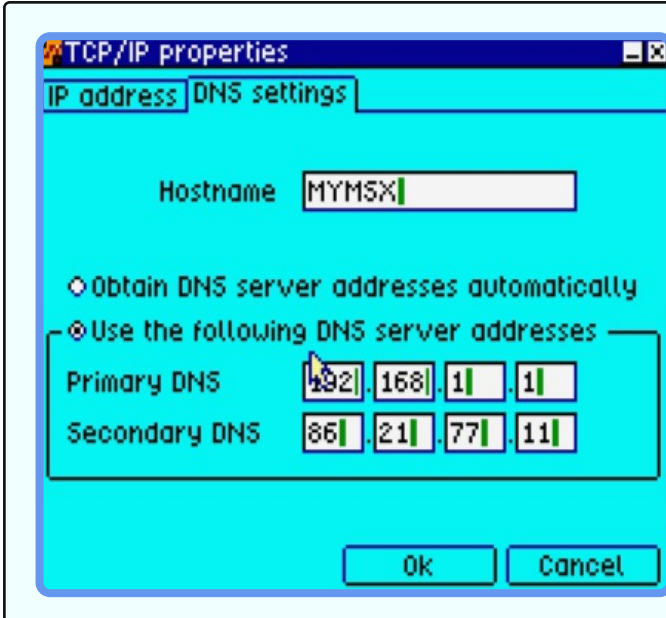 TCP/IP properties
IP address DNS settings
Hostname MYMSX
Obtain DNS server addresses automatically
Use the following DNS server addresses
Primary DNS 192.168.1.1
Secondary DNS 86.21.77.11
Ok Cancel